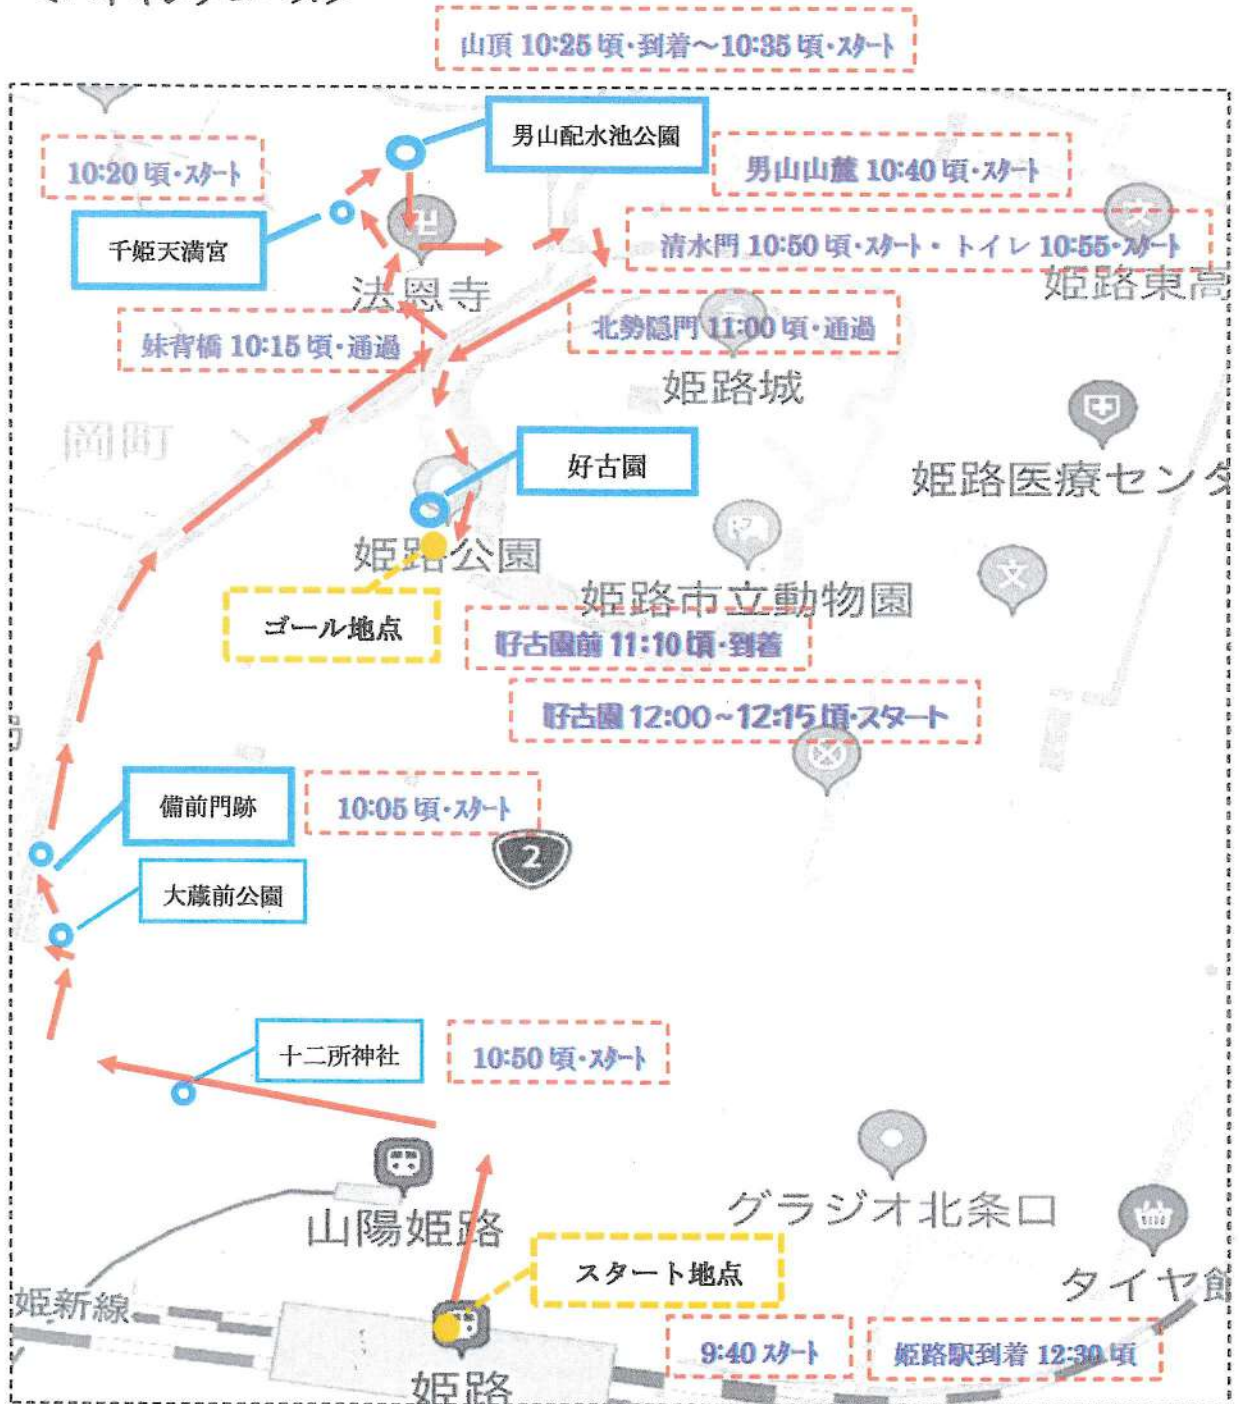 山頂 10:25 頃・到着～10:35 頃・スタート
男山配水池公園
10:20 頃・スタート
男山山麓 10:40 頃・スタート
千姫天満宮
清水門 10:50 頃・スタート・トイレ 10:55・スタート
姫路東高
法恩寺
妹背橋 10:15 頃・通過
北勢隠門 11:00 頃・通過
姫路城
岡町
好古園
姫路医療センタ
姫路公園
姫路市立動物園
文
ゴール地点
好古園前 11:10 頃・到着
好古園 12:00~12:15 頃・スタート
備前門跡
10:05 頃・スタート
2
大蔵前公園
十二所神社
10:50 頃・スタート
山陽姫路
グラジオ北条口
スタート地点
タイヤ館
姫新線
9:40 スタート
姫路駅到着 12:30 頃
姫路